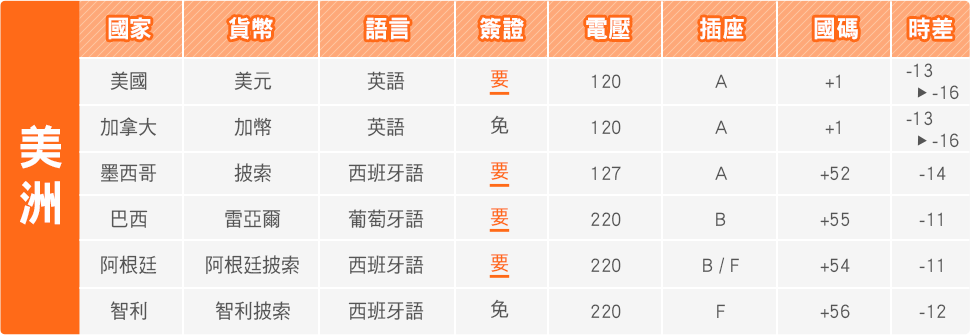 美洲
國家 貨幣 語言 簽證 電壓 插座 國碼 時差
美國 美元 英語 要 120 A +1 -13 ▶ -16
加拿大 加幣 英語 免 120 A +1 -13 ▶ -16
墨西哥 披索 西班牙語 要 127 A +52 -14
巴西 雷亞爾 葡萄牙語 要 220 B +55 -11
阿根廷 阿根廷披索 西班牙語 要 220 B / F +54 -11
智利 智利披索 西班牙語 免 220 F +56 -12